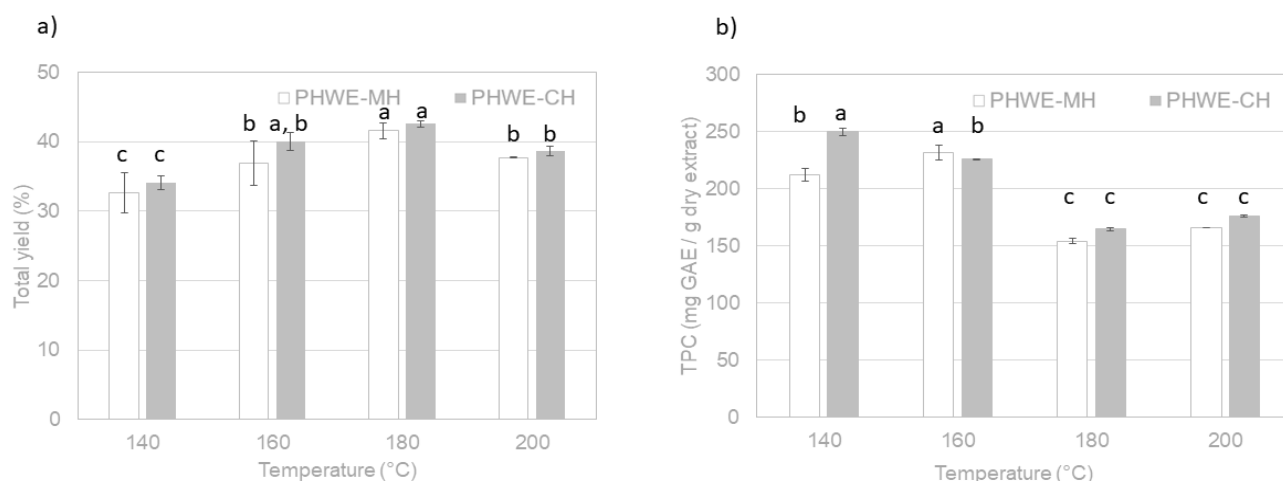 a)
50
40
30
20
10
0
Total yield (%)
PHWE-MH PHWE-CH
c c b a, b a a b b
140 160 180 200
Temperature (°C)
b)
300
250
200
150
100
50
0
TPC (mg GAE / g dry extract)
PHWE-MH PHWE-CH
b a a b c c c c
140 160 180 200
Temperature (°C)